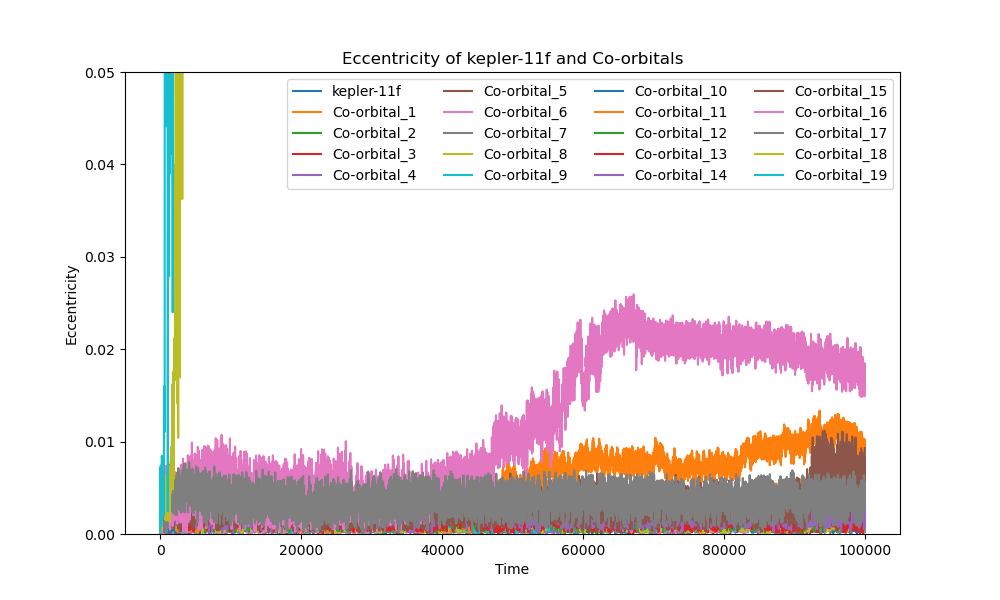 Eccentricity of kepler-11f and Co-orbitals
0.05
kepler-11f Co-orbital_5 Co-orbital_10 Co-orbital_15
Co-orbital_1 Co-orbital_6 Co-orbital_11 Co-orbital_16
Co-orbital_2 Co-orbital_7 Co-orbital_12 Co-orbital_17
Co-orbital_3 Co-orbital_8 Co-orbital_13 Co-orbital_18
Co-orbital_4 Co-orbital_9 Co-orbital_14 Co-orbital_19
0.04
0.03
Eccentricity
0.02
0.01
0.00
0 20000 40000 60000 80000 100000
Time